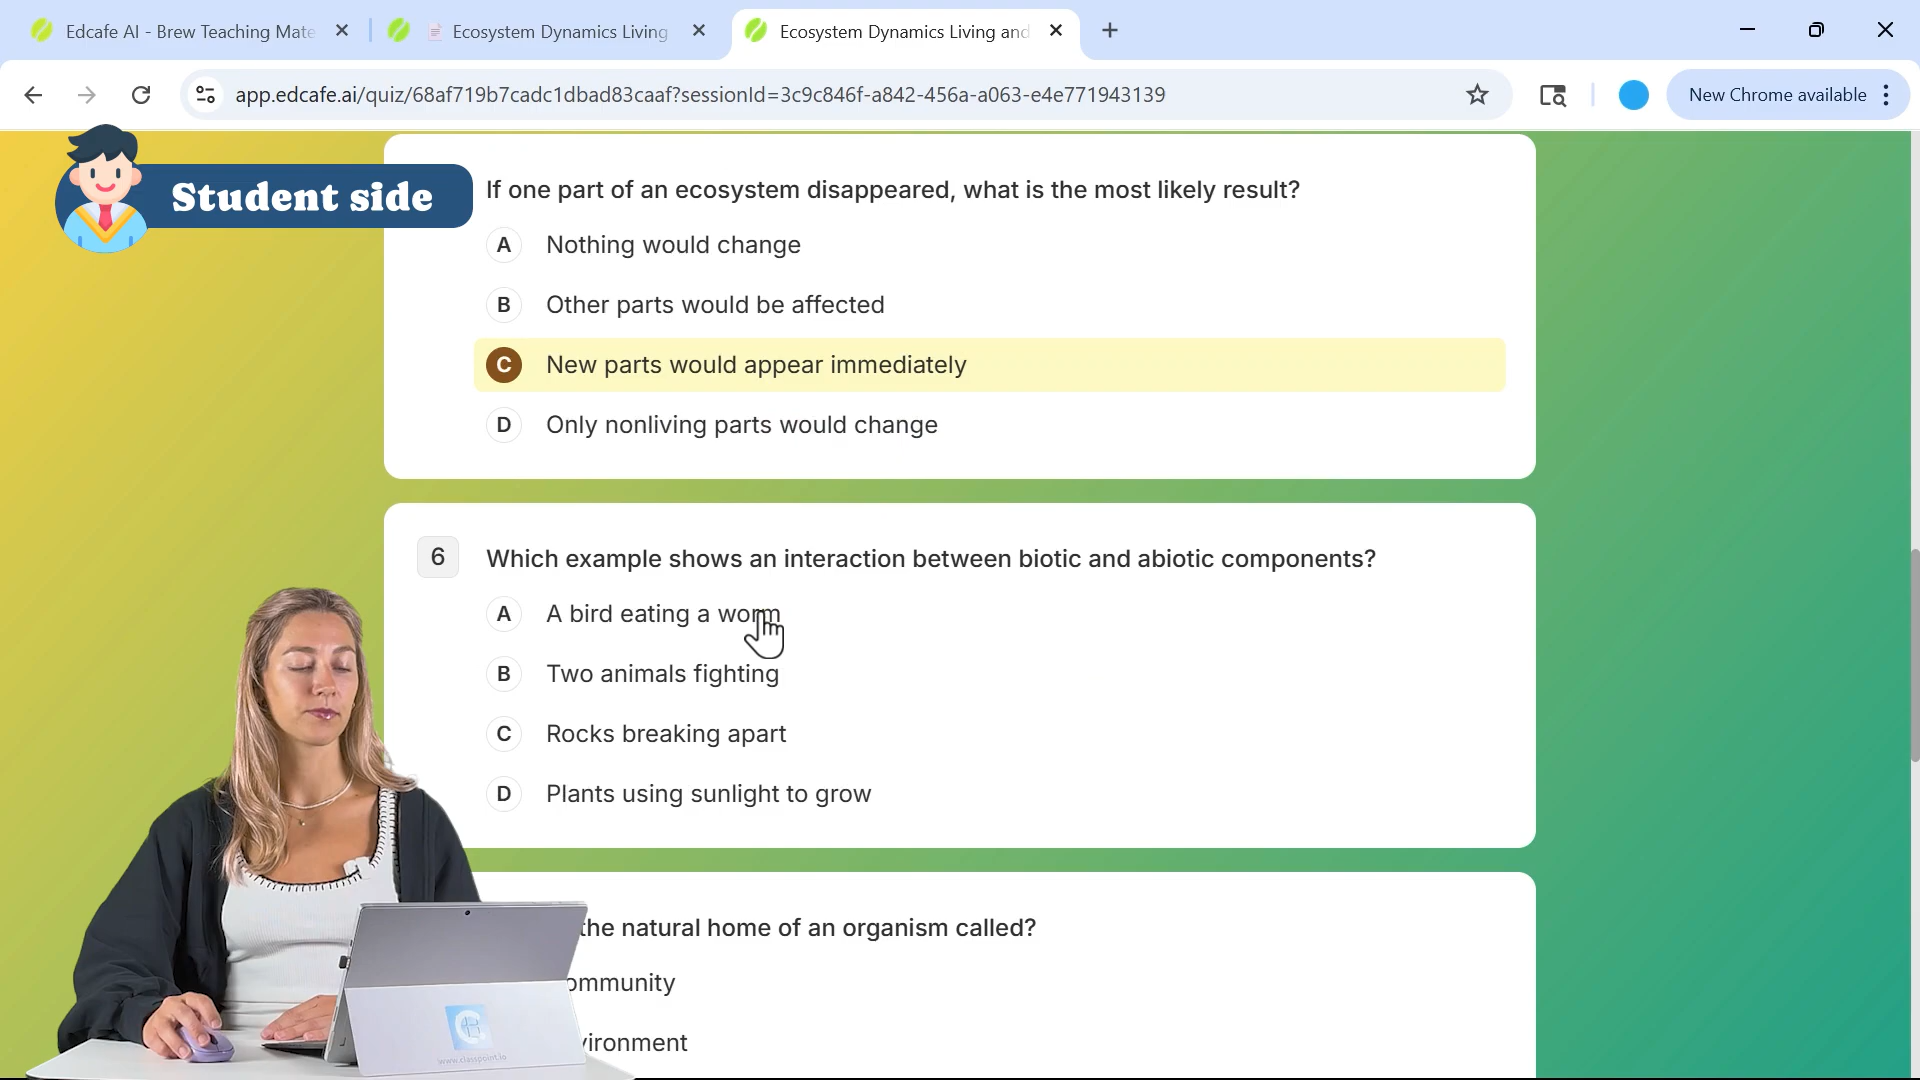 Edcafe AI - Brew Teaching Mate
Ecosystem Dynamics Living
Ecosystem Dynamics Living and
app.edcafe.ai/quiz/68af719b7cadc1dbad83caaf?sessionId=3c9c846f-a842-456a-a063-e4e771943139
New Chrome available
Student side
If one part of an ecosystem disappeared, what is the most likely result?
A Nothing would change
B Other parts would be affected
C New parts would appear immediately
D Only nonliving parts would change
6 Which example shows an interaction between biotic and abiotic components?
A A bird eating a worm
B Two animals fighting
C Rocks breaking apart
D Plants using sunlight to grow
the natural home of an organism called?
ommunity
vironment
www.classpoint.io